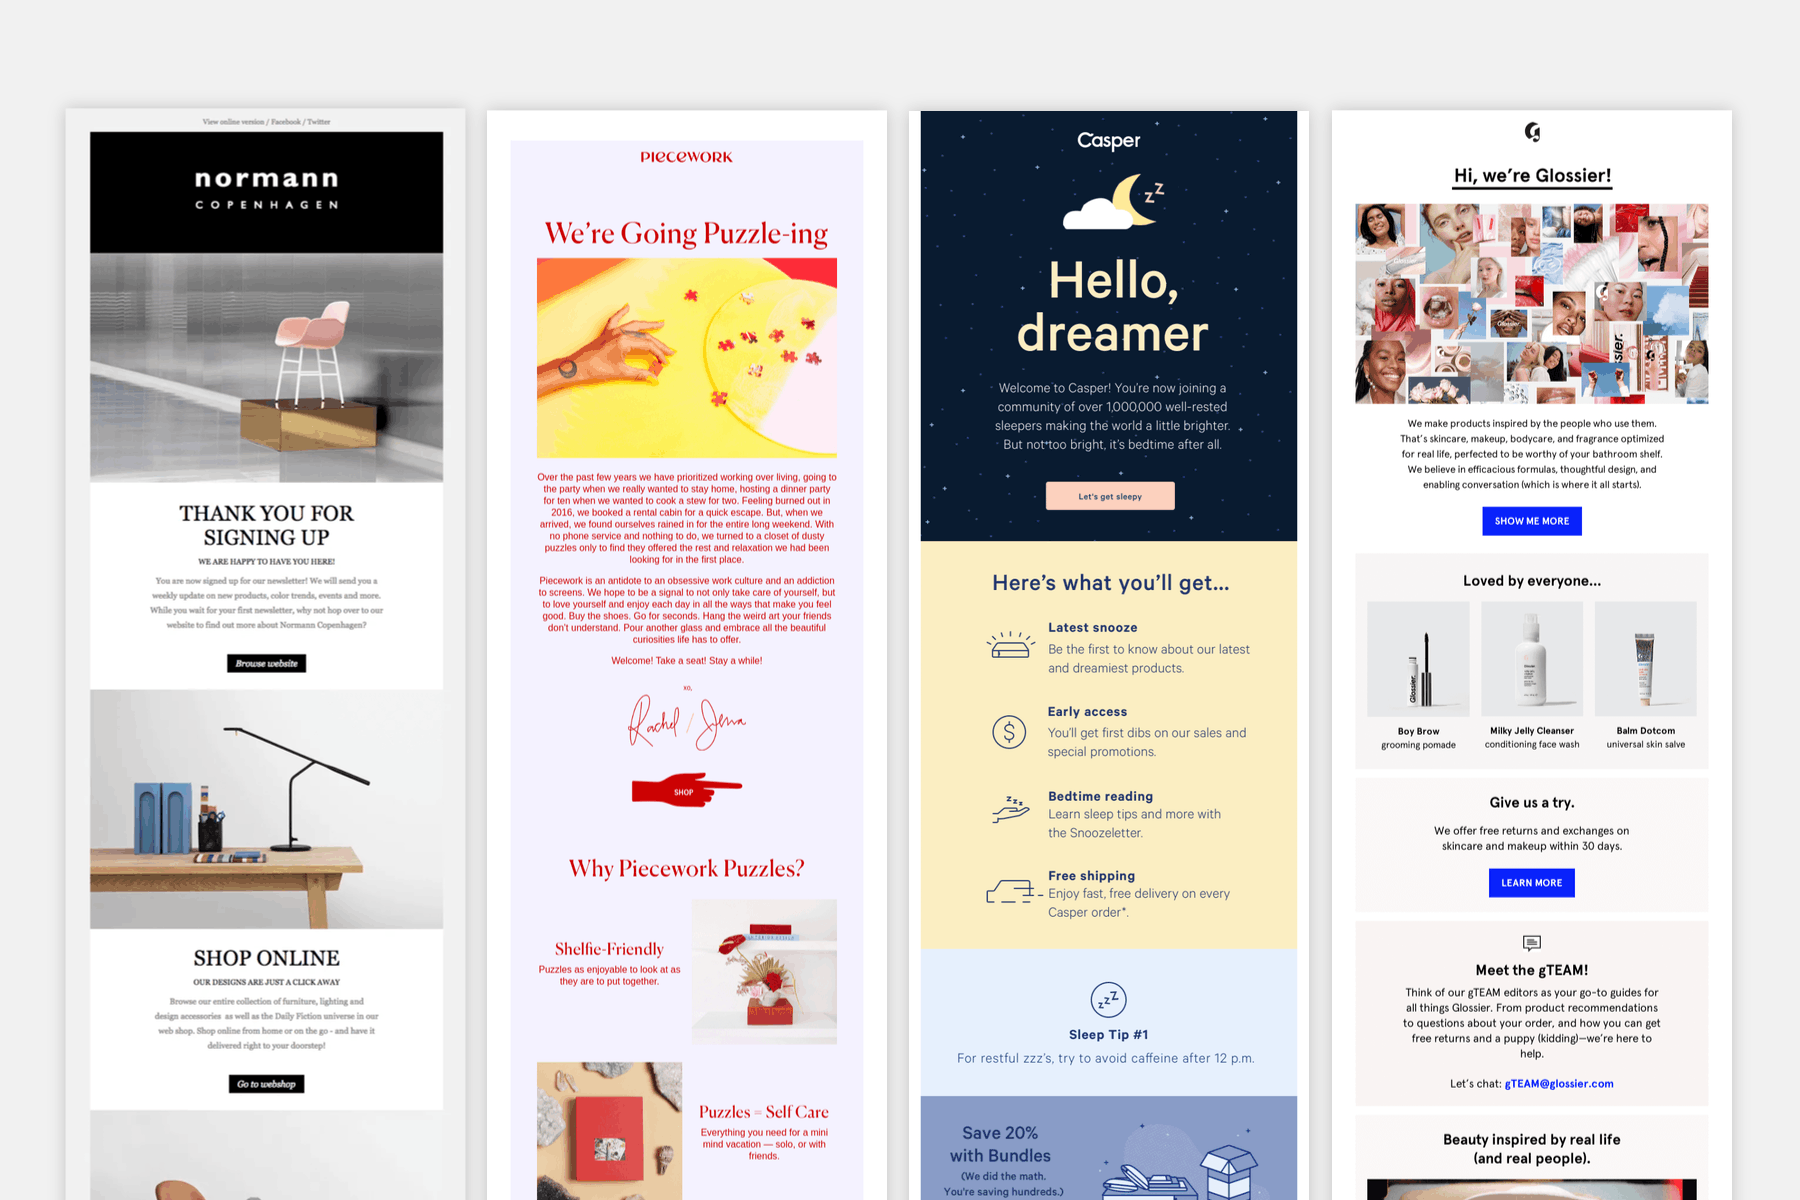 View online version / Facebook / Twitter
normann
COPENHAGEN
THANK YOU FOR
SIGNING UP
WE ARE HAPPY TO HAVE YOU HERE!
You are now signed up for our newsletter! We will send you a
weekly update on new products, color trends, events and more.
While you wait for your first newsletter, why not hop over to our
website to find out more about Normann Copenhagen?
Browse website
SHOP ONLINE
OUR DESIGNS ARE JUST A CLICK AWAY
Browse our entire collection of furniture, lighting and
design accessories as well as the Daily Fiction universe in our
web shop. Shop online from home or on the go - and have it
delivered right to your doorstep!
Go to webshop
PIECEWORK
We're Going Puzzle-ing
Over the past few years we have prioritized working over living, going to
the party when we really wanted to stay home, hosting a dinner party
for ten when we wanted to cook a stew for two. Feeling burned out in
2016, we booked a rental cabin for a quick escape. But, when we
arrived, we found ourselves rained in for the entire long weekend. With
no phone service and nothing to do, we turned to a closet of dusty
puzzles only to find they offered the rest and relaxation we had been
looking for in the first place.
Piecework is an antidote to an obsessive work culture and an addiction
to screens. We hope to be a signal to not only take care of yourself, but
to love yourself and enjoy each day in all the ways that make you feel
good. Buy the shoes. Go for seconds. Hang the weird art your friends
don't understand. Pour another glass and embrace all the beautiful
curiosities life has to offer.
Welcome! Take a seat! Stay a while!
xo,
Rachel / Jena
SHOP
Why Piecework Puzzles?
Shelfie-Friendly
Puzzles as enjoyable to look at as
they are to put together.
Puzzles = Self Care
Everything you need for a mini
mind vacation — solo, or with
friends.
Casper
zz
Hello,
dreamer
Welcome to Casper! You're now joining a
community of over 1,000,000 well-rested
sleepers making the world a little brighter.
But not too bright, it's bedtime after all.
Let's get sleepy
Here's what you'll get...
Latest snooze
Be the first to know about our latest
and dreamiest products.
$
Early access
You'll get first dibs on our sales and
special promotions.
zzz
Bedtime reading
Learn sleep tips and more with
the Snoozeletter.
Free shipping
Enjoy fast, free delivery on every
Casper order*.
zzZ
Sleep Tip #1
For restful zzz's, try to avoid caffeine after 12 p.m.
Save 20%
with Bundles
(We did the math.
You're saving hundreds.)
G
Hi, we're Glossier!
Glossier
ssier.
We make products inspired by the people who use them.
That's skincare, makeup, bodycare, and fragrance optimized
for real life, perfected to be worthy of your bathroom shelf.
We believe in efficacious formulas, thoughtful design, and
enabling conversation (which is where it all starts).
SHOW ME MORE
Loved by everyone...
Glossier.
Boy Brow
grooming pomade
Milky Jelly Cleanser
conditioning face wash
Balm Dotcom
universal skin salve
Give us a try.
We offer free returns and exchanges on
skincare and makeup within 30 days.
LEARN MORE
Meet the gTEAM!
Think of our gTEAM editors as your go-to guides for
all things Glossier. From product recommendations
to questions about your order, and how you can get
free returns and a puppy (kidding)—we're here to
help.
Let's chat: gTEAM@glossier.com
Beauty inspired by real life
(and real people).